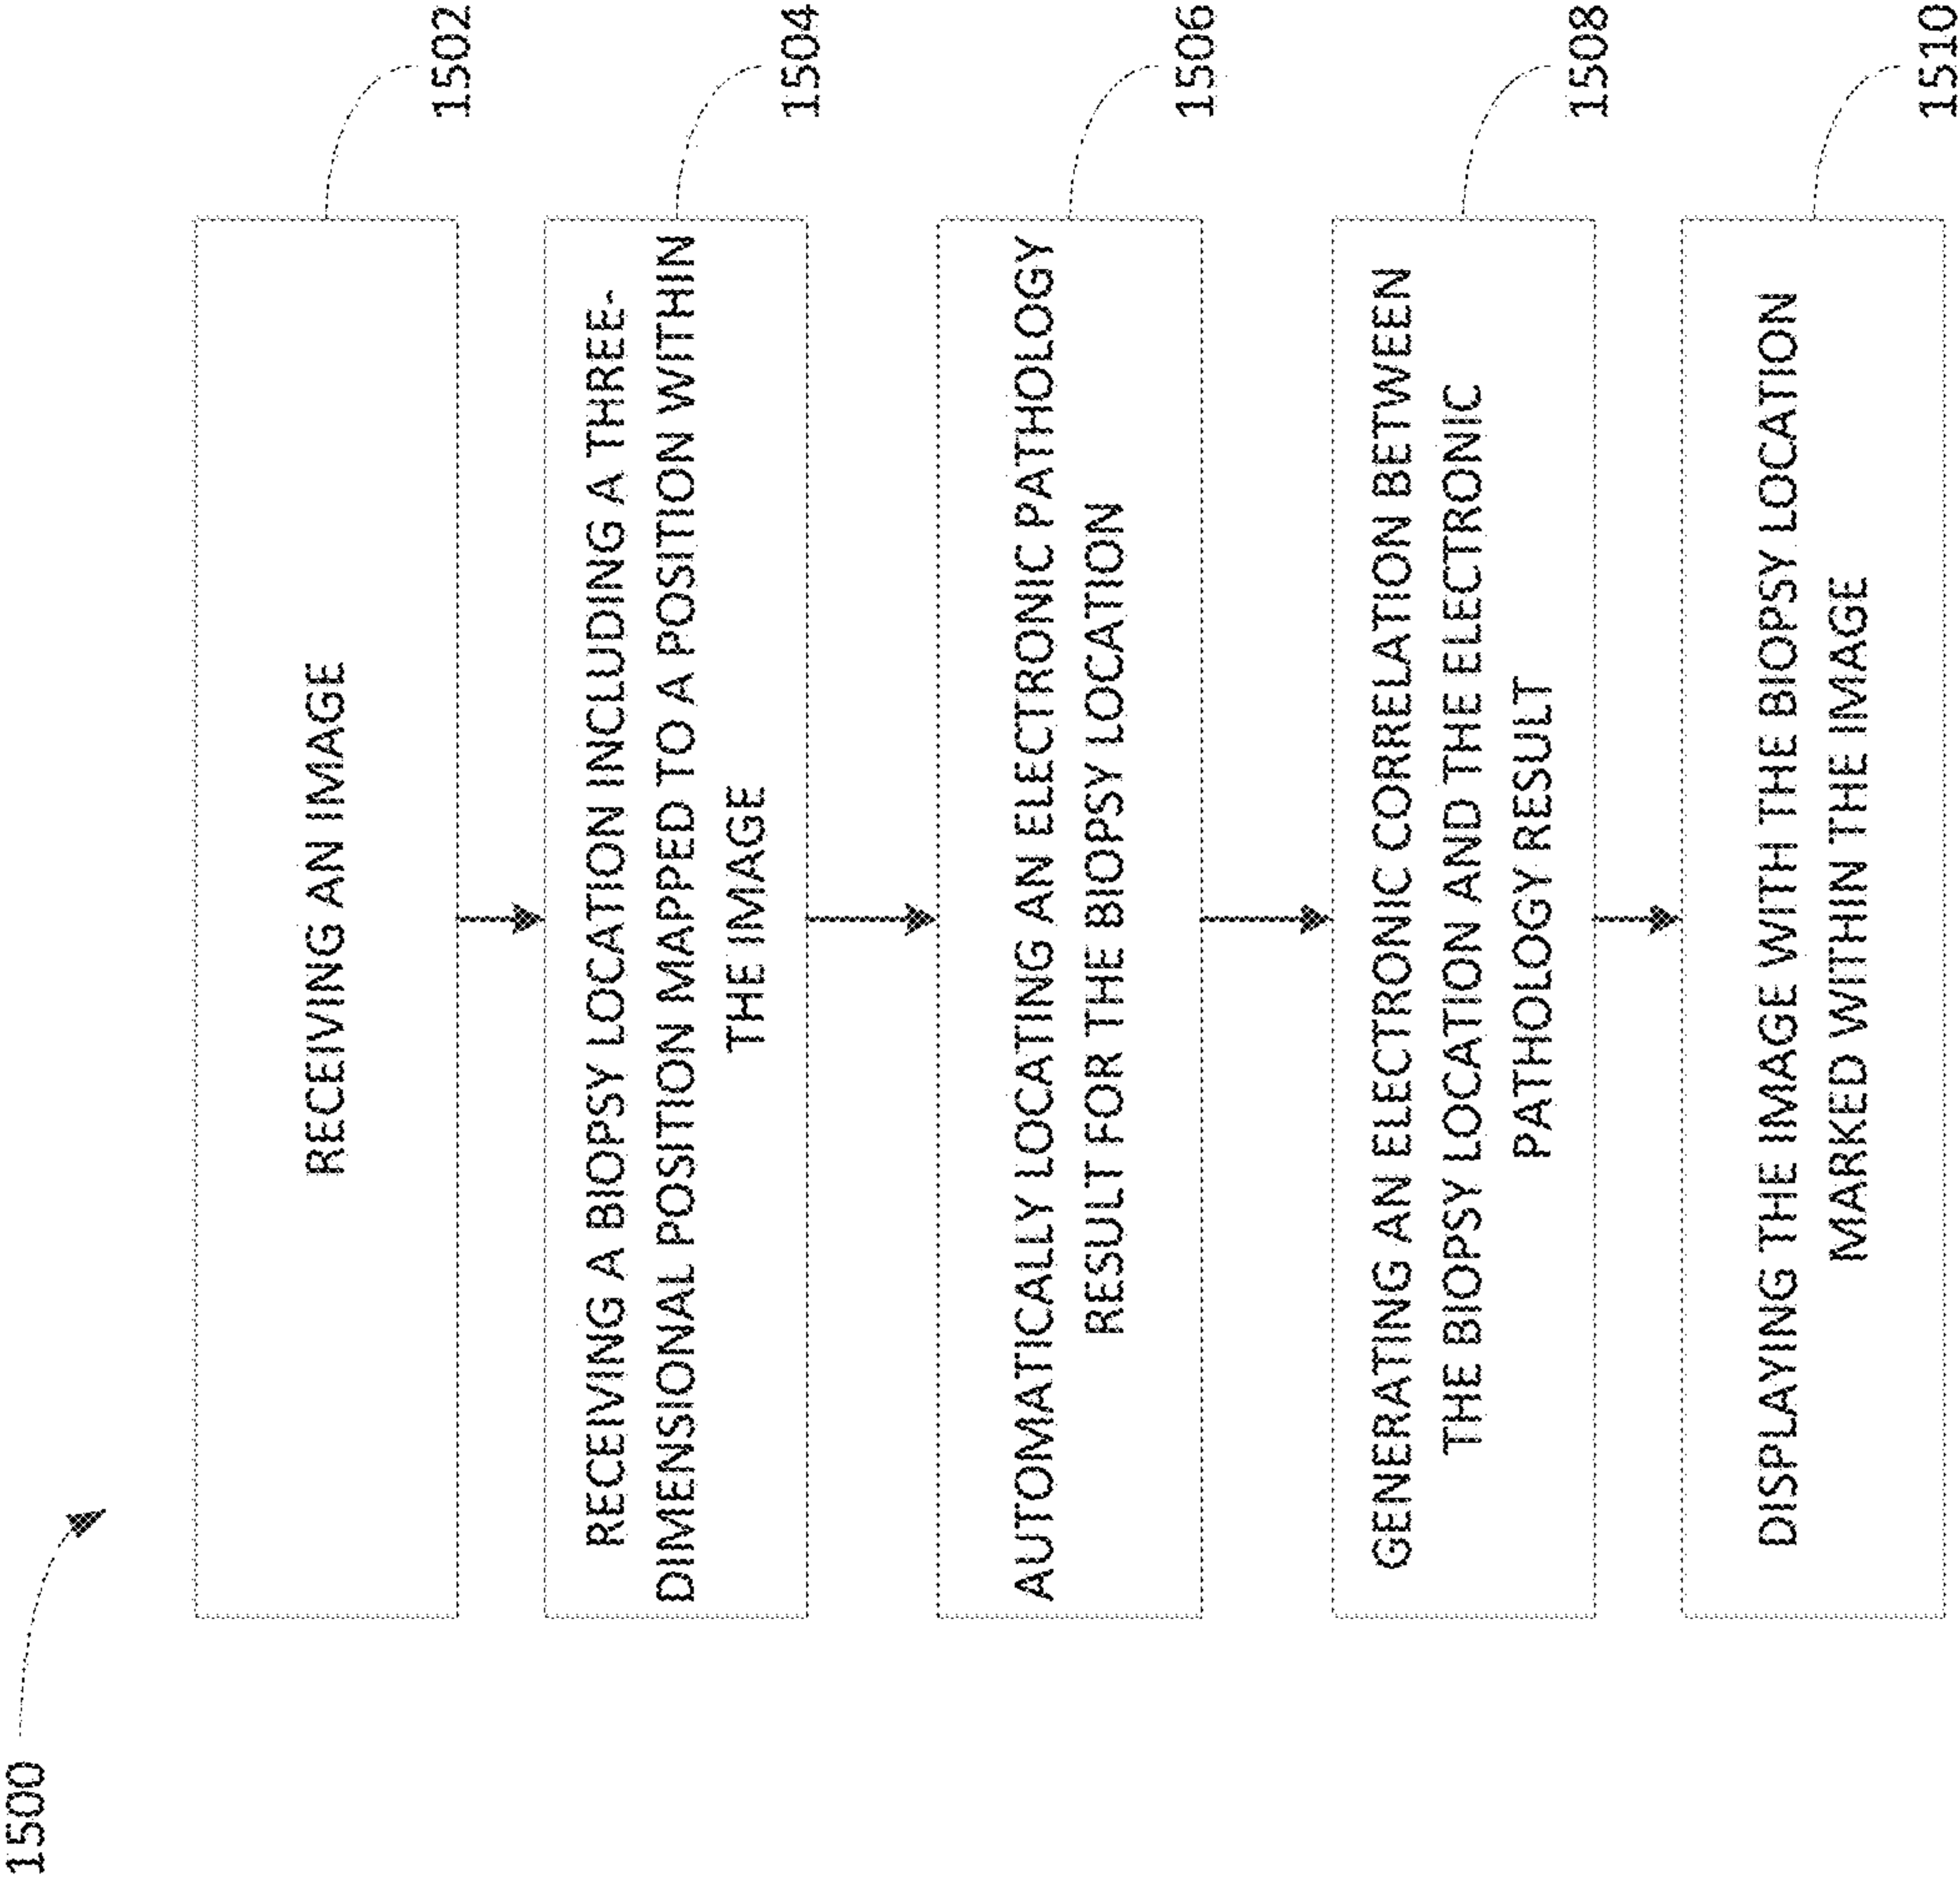 1500
RECEIVING AN IMAGE
1502
RECEIVING A BIOPSY LOCATION INCLUDING A THREE-
DIMENSIONAL POSITION MAPPED TO A POSITION WITHIN
THE IMAGE
1504
AUTOMATICALLY LOCATING AN ELECTRONIC PATHOLOGY
RESULT FOR THE BIOPSY LOCATION
1506
GENERATING AN ELECTRONIC CORRELATION BETWEEN
THE BIOPSY LOCATION AND THE ELECTRONIC
PATHOLOGY RESULT
1508
DISPLAYING THE IMAGE WITH THE BIOPSY LOCATION
MARKED WITHIN THE IMAGE
1510